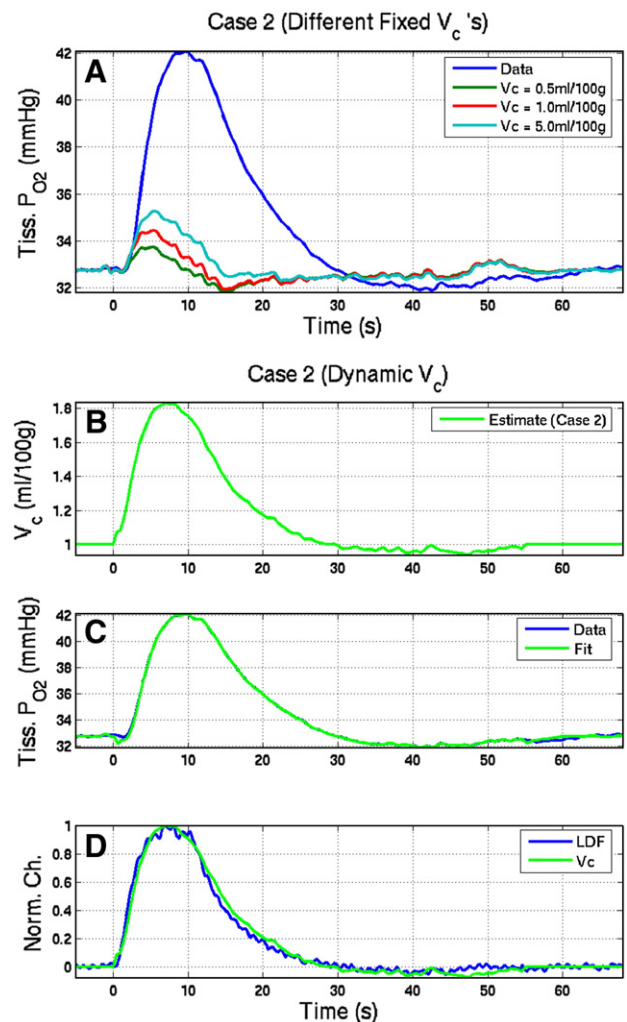 Case 2 (Different Fixed Vc 's)
A
Data
Vc = 0.5ml/100g
Vc = 1.0ml/100g
Vc = 5.0ml/100g
Tiss. PO2 (mmHg)
42
40
38
36
34
32
0 10 20 30 40 50 60
Time (s)
Case 2 (Dynamic Vc)
B
Estimate (Case 2)
Vc (ml/100g)
1.8
1.6
1.4
1.2
1
0 10 20 30 40 50 60
C
Data
Fit
Tiss. PO2 (mmHg)
42
40
38
36
34
32
0 10 20 30 40 50 60
D
LDF
Vc
Norm. Ch.
1
0.8
0.6
0.4
0.2
0
0 10 20 30 40 50 60
Time (s)